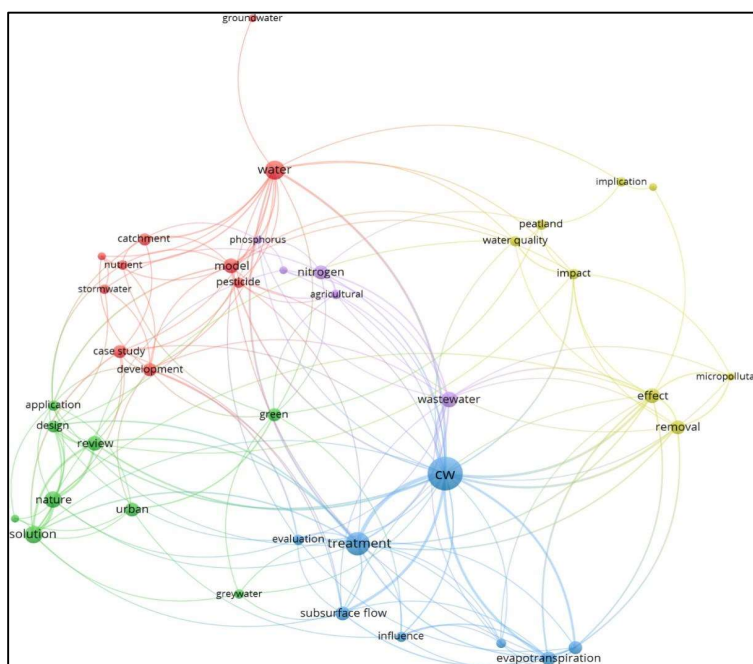 groundwater
water
implication
peatland
catchment
phosphorus
water quality
nutrient
model
nitrogen
impact
pesticide
stormwater
agricultural
case study
development
micropolluta
application
green
wastewater
effect
design
removal
review
cw
nature
urban
solution
evaluation
treatment
greywater
subsurface flow
influence
evapotranspiration